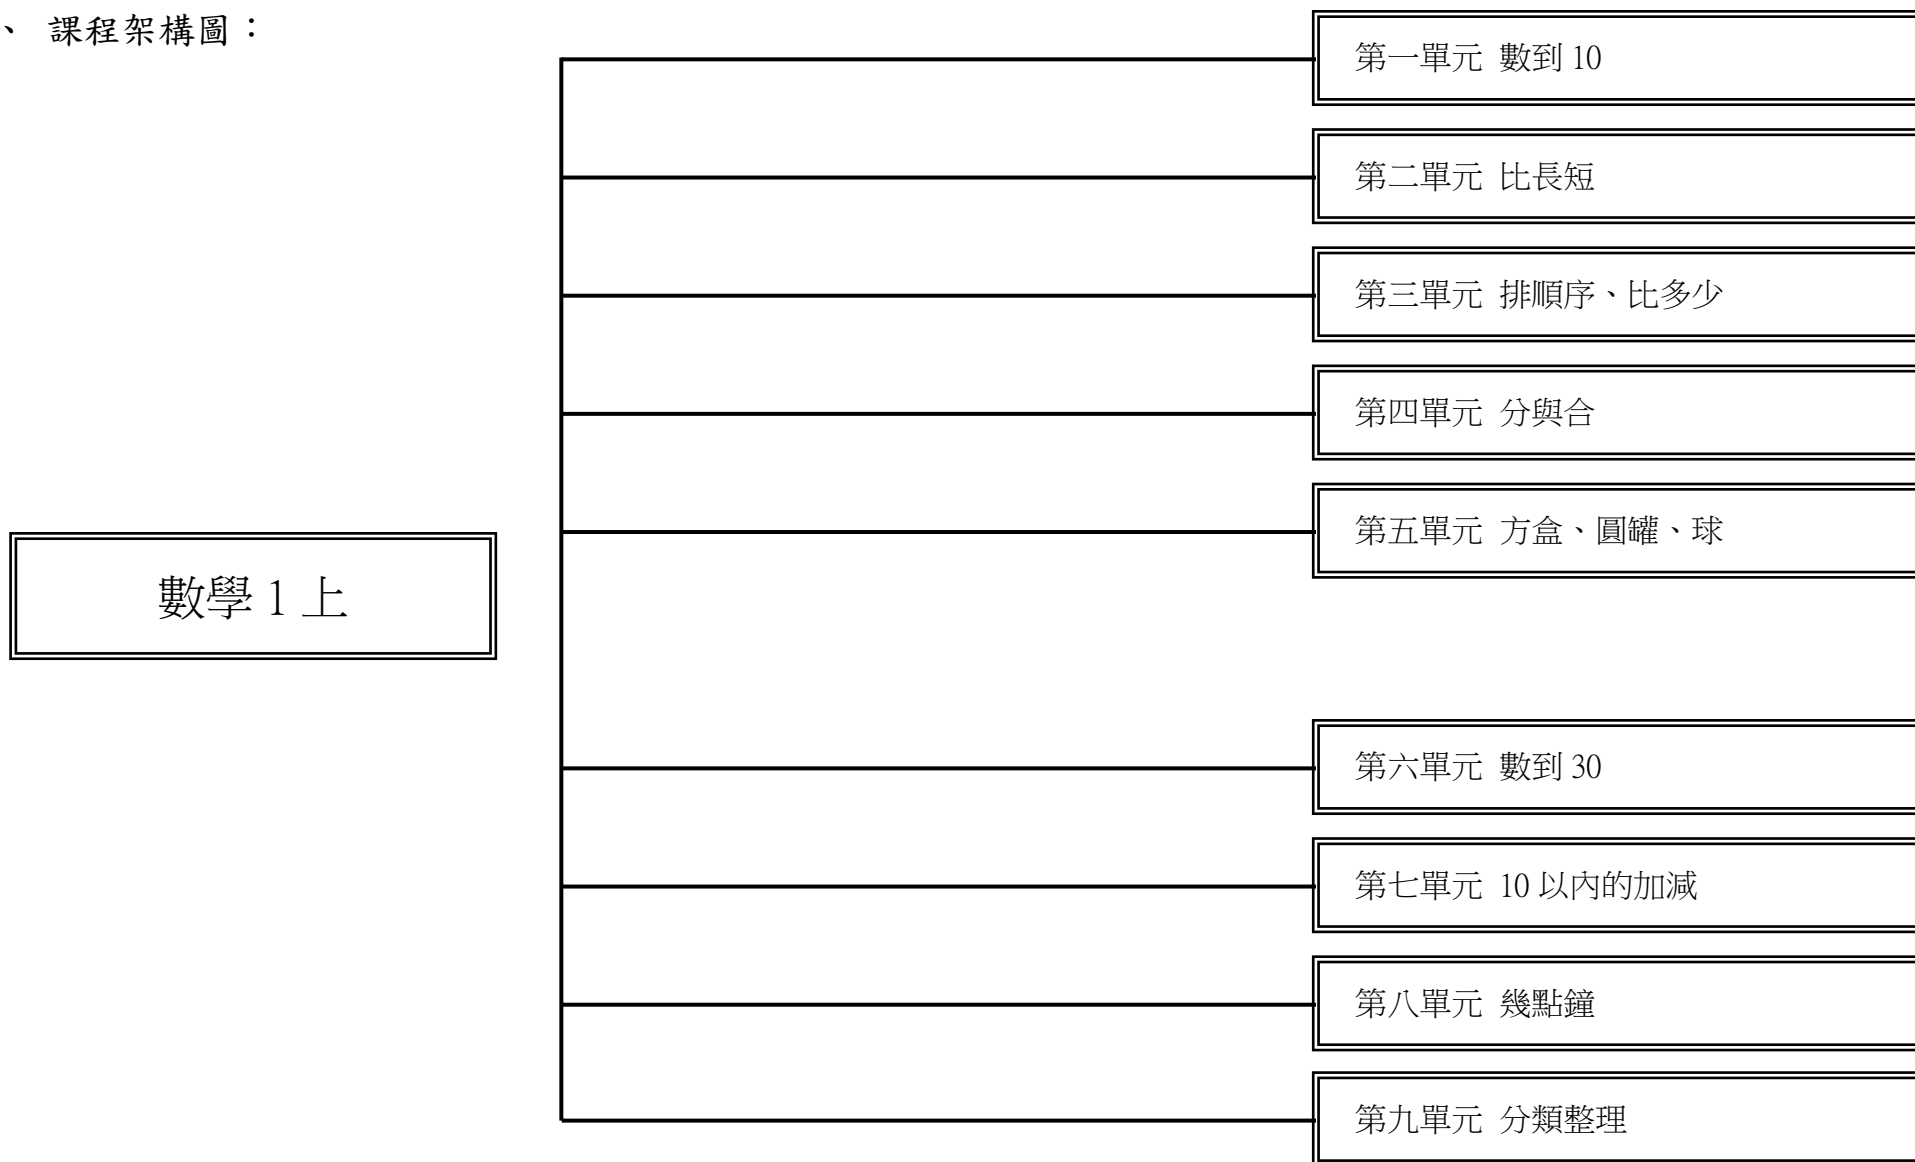 、 課程架構圖：
第一單元 數到 10
第二單元 比長短
第三單元 排順序、比多少
第四單元 分與合
第五單元 方盒、圓罐、球
數學 1 上
第六單元 數到 30
第七單元 10 以內的加減
第八單元 幾點鐘
第九單元 分類整理